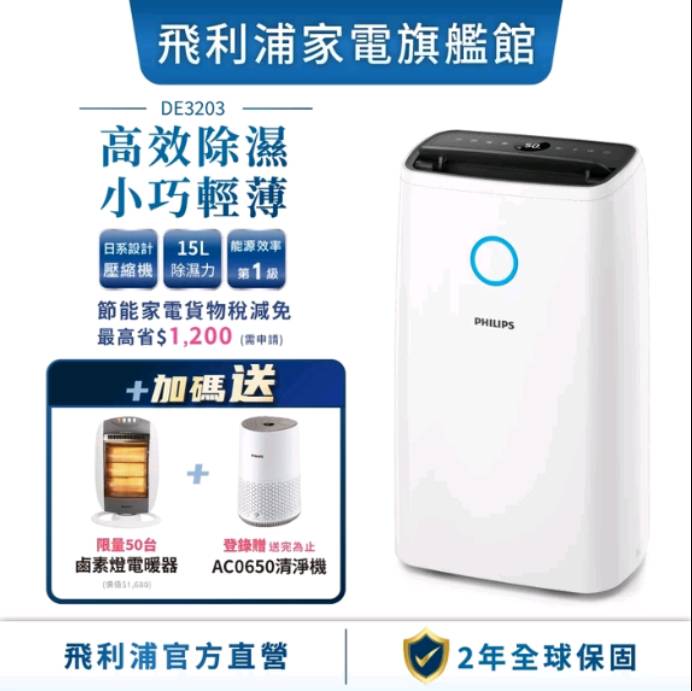 飛利浦家電旗艦館
DE3203
高效除濕
小巧輕薄
日系設計
壓縮機
15L
除濕力
能源效率
第1級
節能家電貨物稅減免
最高省$1,200 (需申請)
+加碼送
+
限量50台
鹵素燈電暖器
(價值$1,680)
登錄贈 送完為止
AC0650清淨機
PHILIPS
50
PHILIPS
飛利浦官方直營
2年全球保固